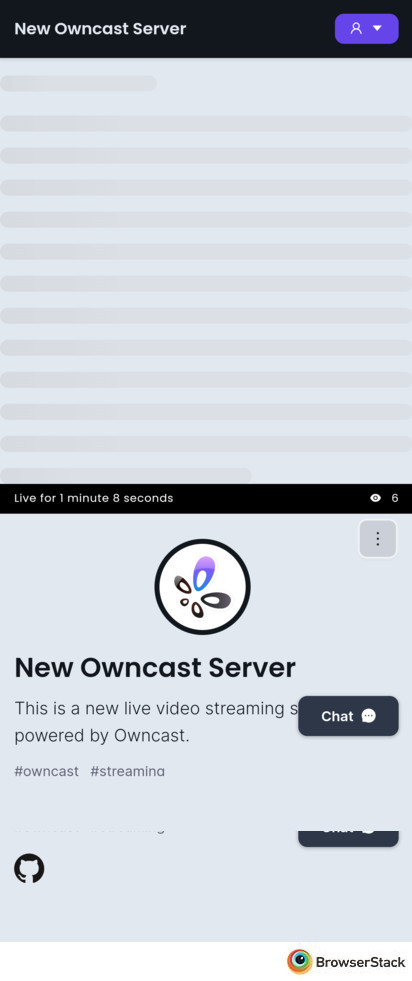 New Owncast Server
Live for 1 minute 8 seconds
6
New Owncast Server
This is a new live video streaming s
powered by Owncast.
Chat
#owncast #streaming
BrowserStack